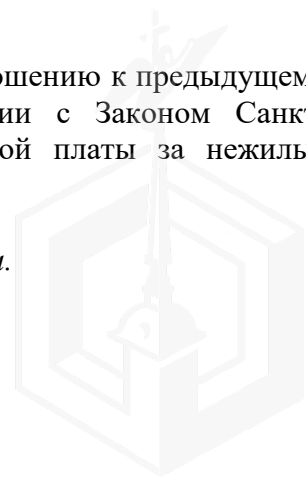 ошению к предыдущем
ии с Законом Санкт
ой платы за нежиль
.